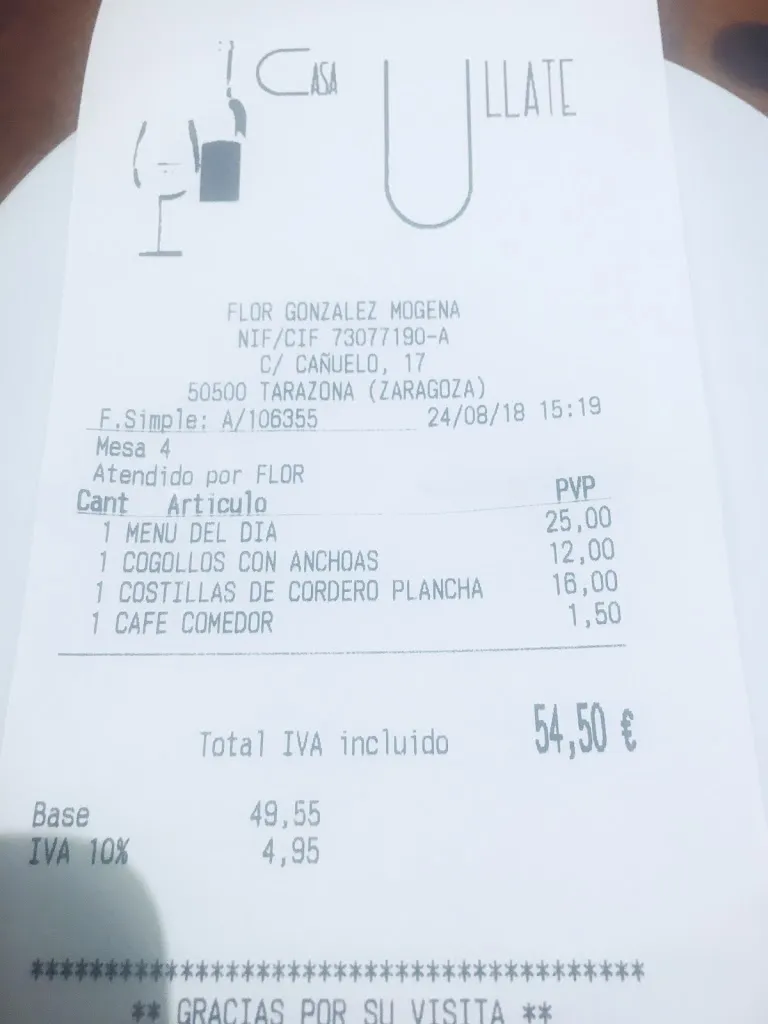 CASA ULLATE
FLOR GONZALEZ MOGENA
NIF/CIF 73077190-A
C/ CAÑUELO, 17
50500 TARAZONA (ZARAGOZA)
F.Simple: A/106355 24/08/18 15:19
Mesa 4
Atendido por FLOR
Cant Articulo PVP
1 MENU DEL DIA 25,00
1 COGOLLOS CON ANCHOAS 12,00
1 COSTILLAS DE CORDERO PLANCHA 16,00
1 CAFE COMEDOR 1,50
Total IVA incluido 54,50 €
Base 49,55
IVA 10% 4,95
******************************************
** GRACIAS POR SU VISITA **